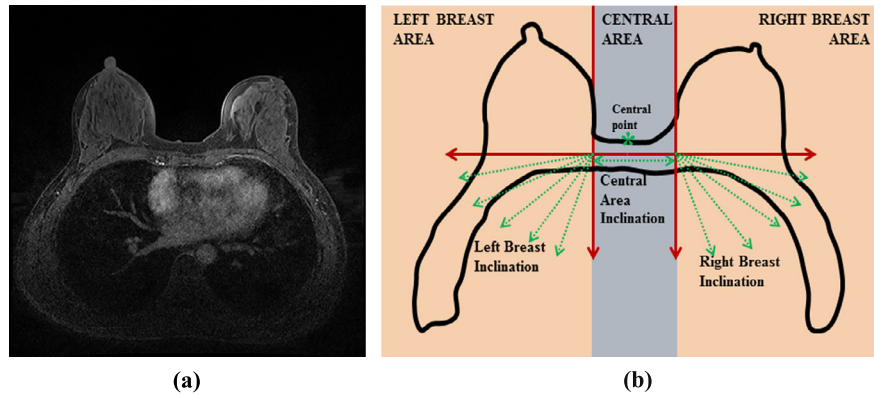 LEFT BREAST
AREA
CENTRAL
AREA
RIGHT BREAST
AREA
Central
point
Central
Area
Inclination
Left Breast
Inclination
Right Breast
Inclination
(a)
(b)